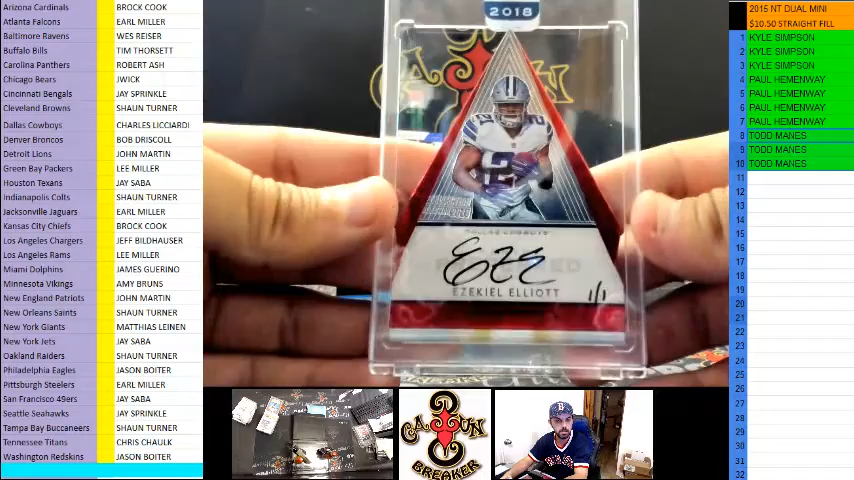 Arizona Cardinals BROCK COOK
Atlanta Falcons EARL MILLER
Baltimore Ravens WES REISER
Buffalo Bills TIM THORSETT
Carolina Panthers ROBERT ASH
Chicago Bears JWICK
Cincinnati Bengals JAY SPRINKLE
Cleveland Browns SHAUN TURNER
Dallas Cowboys CHARLES LICCIARDI
Denver Broncos BOB DRISCOLL
Detroit Lions JOHN MARTIN
Green Bay Packers LEE MILLER
Houston Texans JAY SABA
Indianapolis Colts SHAUN TURNER
Jacksonville Jaguars EARL MILLER
Kansas City Chiefs BROCK COOK
Los Angeles Chargers JEFF BILDHAUSER
Los Angeles Rams LEE MILLER
Miami Dolphins JAMES GUERINO
Minnesota Vikings AMY BRUNS
New England Patriots JOHN MARTIN
New Orleans Saints SHAUN TURNER
New York Giants MATTHIAS LEINEN
New York Jets JAY SABA
Oakland Raiders SHAUN TURNER
Philadelphia Eagles JASON BOITER
Pittsburgh Steelers EARL MILLER
San Francisco 49ers JAY SABA
Seattle Seahawks JAY SPRINKLE
Tampa Bay Buccaneers SHAUN TURNER
Tennessee Titans CHRIS CHAULK
Washington Redskins JASON BOITER
2018
DALLAS COWBOYS
EZEKIEL ELLIOTT
1/1
CAJUN
BREAKER
2015 NT DUAL MINI
$10.50 STRAIGHT FILL
1 KYLE SIMPSON
2 KYLE SIMPSON
3 KYLE SIMPSON
4 PAUL HEMENWAY
5 PAUL HEMENWAY
6 PAUL HEMENWAY
7 PAUL HEMENWAY
8 TODD MANES
9 TODD MANES
10 TODD MANES
11
12
13
14
15
16
17
18
19
20
21
22
23
24
25
26
27
28
29
30
31
32